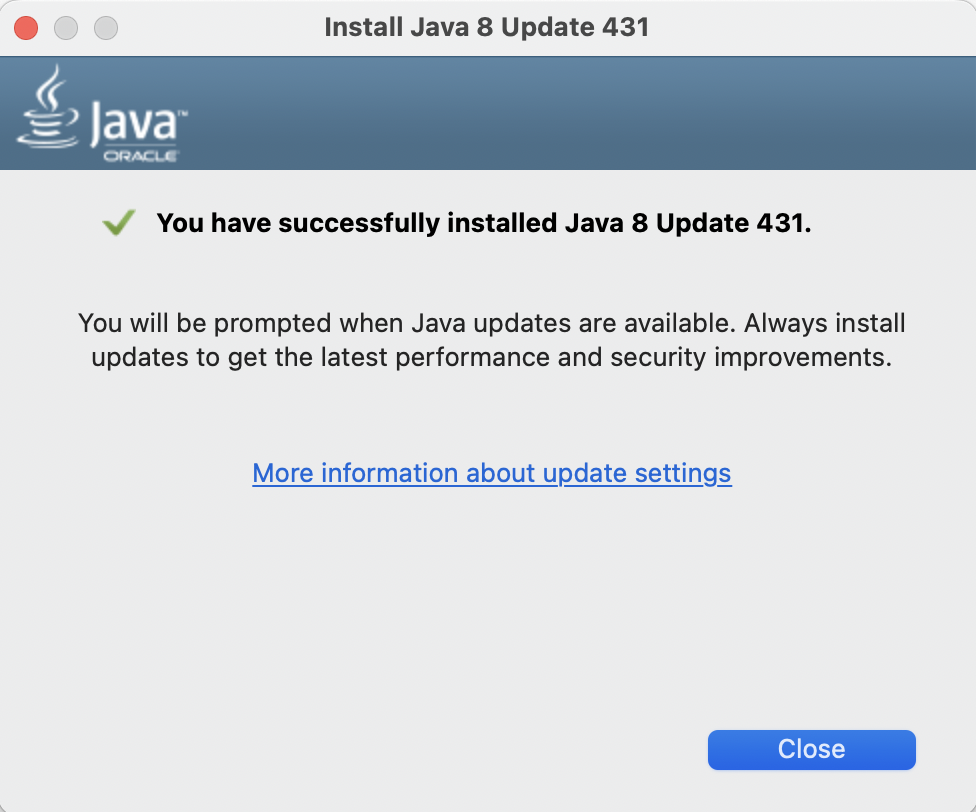 Install Java 8 Update 431
Java™
ORACLE
You have successfully installed Java 8 Update 431.
You will be prompted when Java updates are available. Always install
updates to get the latest performance and security improvements.
More information about update settings
Close